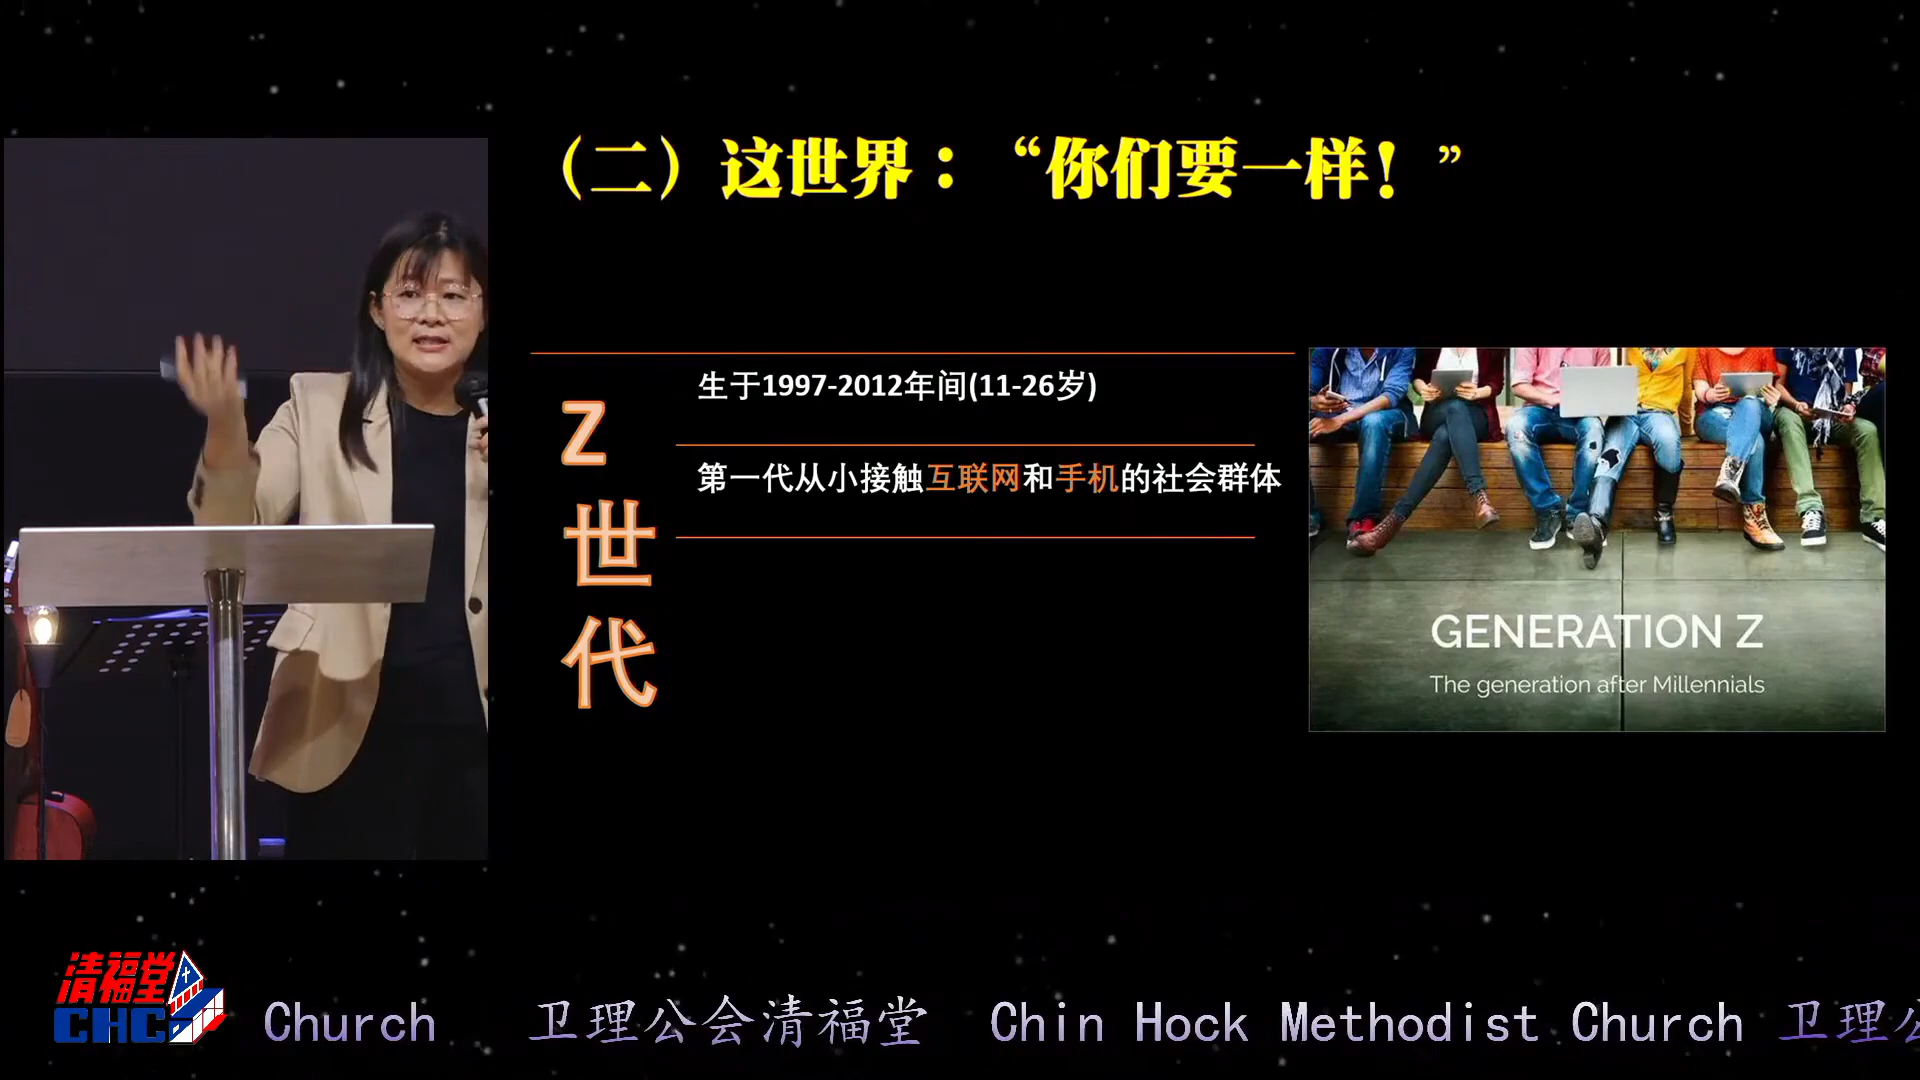 （二）这世界：“你们要一样！”
Z
世
代
生于1997-2012年间(11-26岁)
第一代从小接触互联网和手机的社会群体
GENERATION Z
The generation after Millennials
清福堂
CHC
Church 卫理公会清福堂 Chin Hock Methodist Church 卫理公